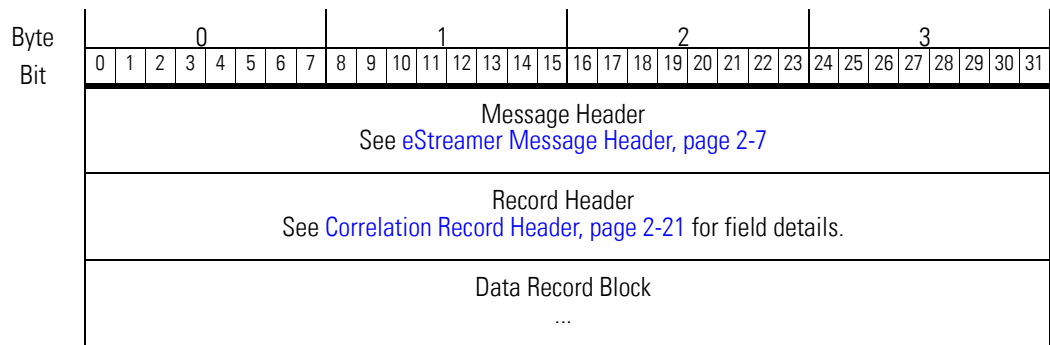 Byte 0 1 2 3
Bit 0 1 2 3 4 5 6 7 8 9 10 11 12 13 14 15 16 17 18 19 20 21 22 23 24 25 26 27 28 29 30 31
Message Header
See eStreamer Message Header, page 2-7
Record Header
See Correlation Record Header, page 2-21 for field details.
Data Record Block
...